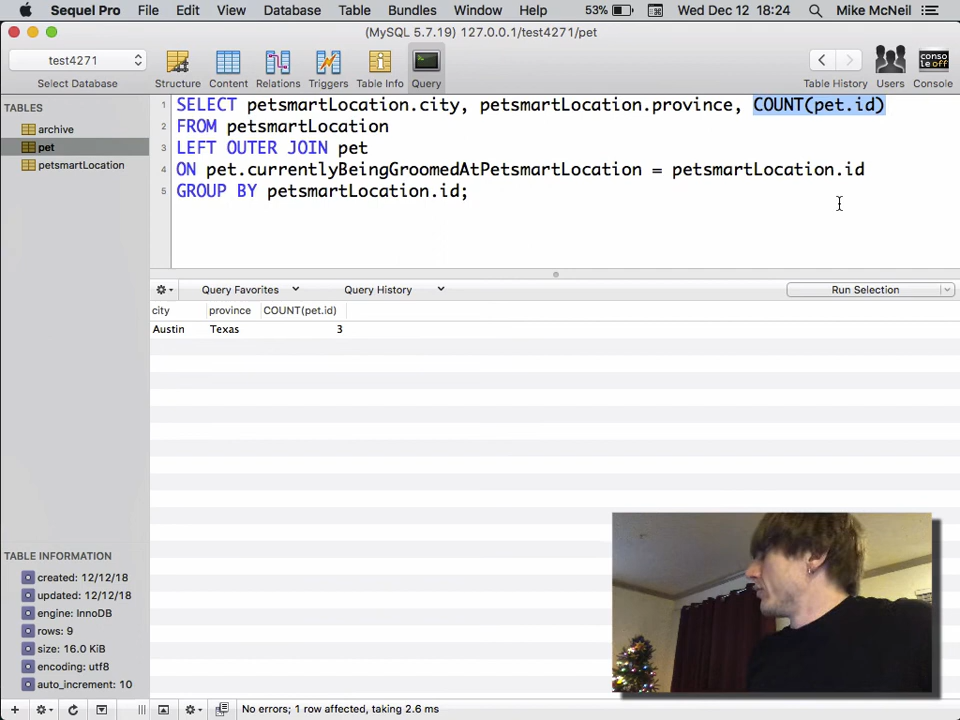 Sequel Pro File Edit View Database Table Bundles Window Help 53% Wed Dec 12 18:24 Mike McNeil
(MySQL 5.7.19) 127.0.0.1/test4271/pet
test4271
Select Database Structure Content Relations Triggers Table Info Query Table History Users Console
conso
le off
TABLES
archive
pet
petsmartLocation
1 SELECT petsmartLocation.city, petsmartLocation.province, COUNT(pet.id)
2 FROM petsmartLocation
3 LEFT OUTER JOIN pet
4 ON pet.currentlyBeingGroomedAtPetsmartLocation = petsmartLocation.id
5 GROUP BY petsmartLocation.id;
Query Favorites Query History Run Selection
city province COUNT(pet.id)
Austin Texas 3
TABLE INFORMATION
created: 12/12/18
updated: 12/12/18
engine: InnoDB
rows: 9
size: 16.0 KiB
encoding: utf8
auto_increment: 10
No errors; 1 row affected, taking 2.6 ms